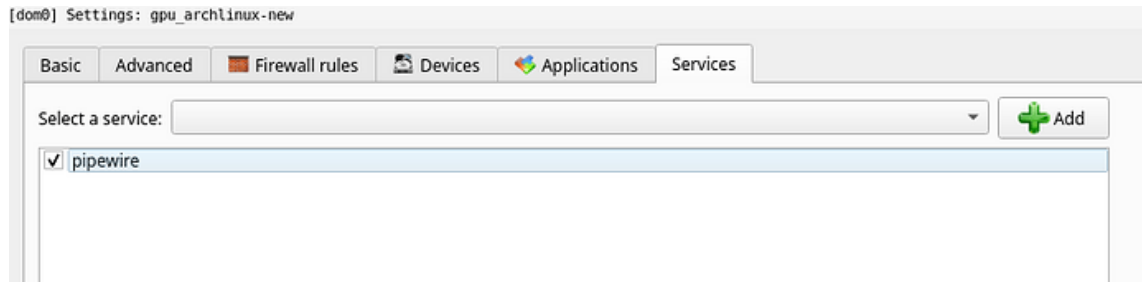 [dom0] Settings: gpu_archlinux-new
Basic Advanced Firewall rules Devices Applications Services
Select a service: Add
pipewire